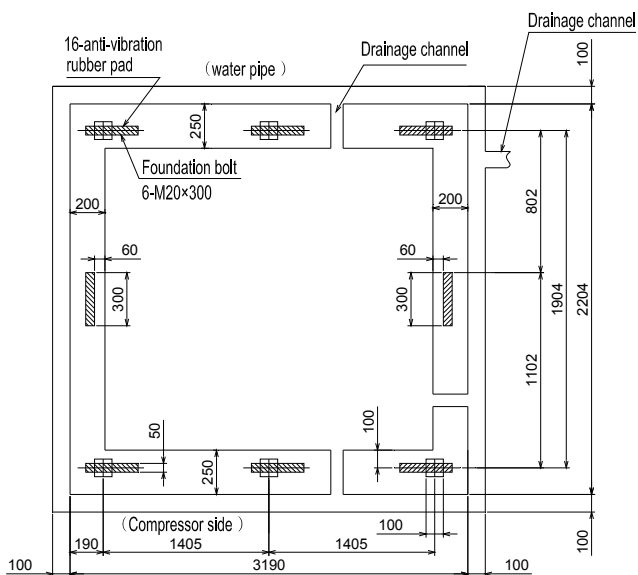 Drainage channel
16-anti-vibration
rubber pad
Drainage channel
(water pipe)
100
250
Foundation bolt
6-M20×300
200
200
802
60
60
300
300
1904
2204
1102
50
100
250
100
(Compressor side)
100
190
1405
1405
100
3190
100